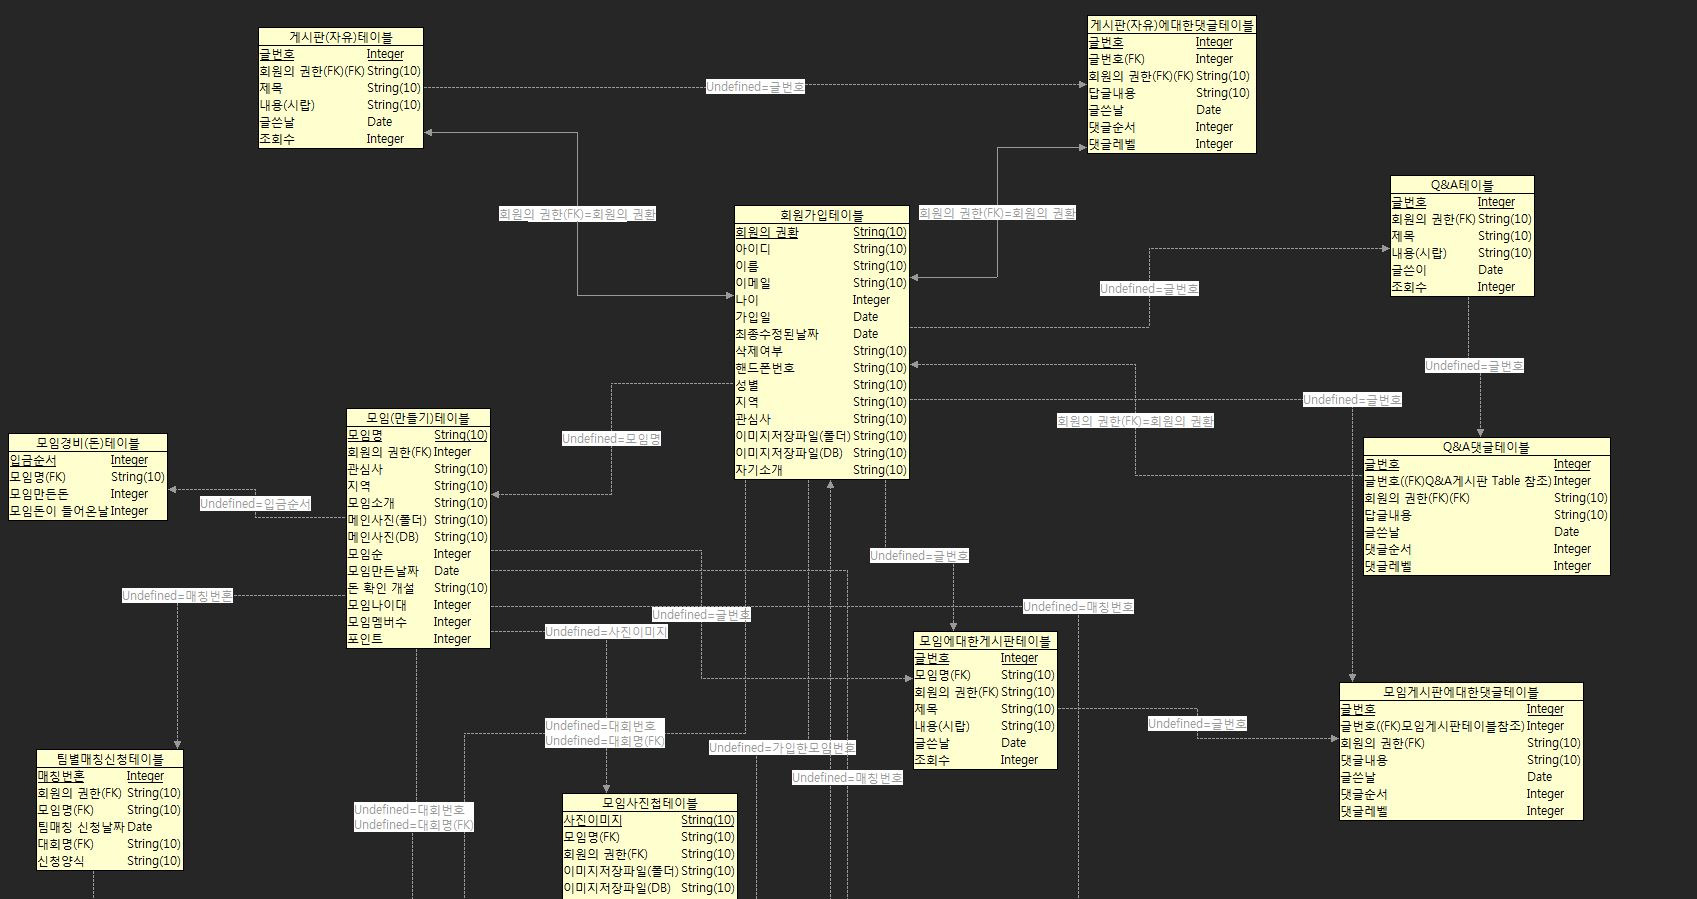 게시판(자유)테이블
글번호 Integer
회원의 권한(FK)(FK) String(10)
제목 String(10)
내용(시랍) String(10)
글쓴날 Date
조회수 Integer
Undefined=글번호
게시판(자유)에대한댓글테이블
글번호 Integer
글번호(FK) Integer
회원의 권한(FK)(FK) String(10)
답글내용 String(10)
글쓴날 Date
댓글순서 Integer
댓글레벨 Integer
회원의 권한(FK)=회원의 권환
회원가입테이블
회원의 권환 String(10)
아이디 String(10)
이름 String(10)
이메일 String(10)
나이 Integer
가입일 Date
최종수정된날짜 Date
삭제여부 String(10)
핸드폰번호 String(10)
성별 String(10)
지역 String(10)
관심사 String(10)
이미지저장파일(폴더) String(10)
이미지저장파일(DB) String(10)
자기소개 String(10)
회원의 권한(FK)=회원의 권환
Undefined=글번호
Q&A테이블
글번호 Integer
회원의 권한(FK) String(10)
제목 String(10)
내용(시랍) String(10)
글쓴이 Date
조회수 Integer
Undefined=글번호
Undefined=글번호
회원의 권한(FK)=회원의 권환
Q&A댓글테이블
글번호 Integer
글번호((FK)Q&A게시판 Table 참조) Integer
회원의 권한(FK)(FK) String(10)
답글내용 String(10)
글쓴날 Date
댓글순서 Integer
댓글레벨 Integer
모임경비(돈)테이블
입금순서 Integer
모임명(FK) String(10)
모임만든돈 Integer
모임돈이 들어온날 Integer
Undefined=입금순서
모임(만들기)테이블
모임명 String(10)
회원의 권한(FK) Integer
관심사 String(10)
지역 String(10)
모임소개 String(10)
메인사진(폴더) String(10)
메인사진(DB) String(10)
모임순 Integer
모임만든날짜 Date
돈 확인 개설 String(10)
모임나이대 Integer
모임멤버수 Integer
포인트 Integer
Undefined=모임명
Undefined=글번호
Undefined=매칭번혼
Undefined=글번호
Undefined=사진이미지
Undefined=매칭번호
모임에대한게시판테이블
글번호 Integer
모임명(FK) String(10)
회원의 권한(FK) String(10)
제목 String(10)
내용(시랍) String(10)
글쓴날 Date
조회수 Integer
Undefined=글번호
모임게시판에대한댓글테이블
글번호 Integer
글번호((FK)모임게시판테이블참조) Integer
회원의 권한(FK) String(10)
댓글내용 String(10)
글쓴날 Date
댓글순서 Integer
댓글레벨 Integer
Undefined=대회번호
Undefined=대회명(FK)
Undefined=가입한모임번호
Undefined=매칭번호
팀별매칭신청테이블
매칭번혼 Integer
회원의 권한(FK) String(10)
모임명(FK) String(10)
팀매칭 신청날짜 Date
대회명(FK) String(10)
신청양식 String(10)
Undefined=대회번호
Undefined=대회명(FK)
모임사진첩테이블
사진이미지 String(10)
모임명(FK) String(10)
회원의 권한(FK) String(10)
이미지저장파일(폴더) String(10)
이미지저장파일(DB) String(10)